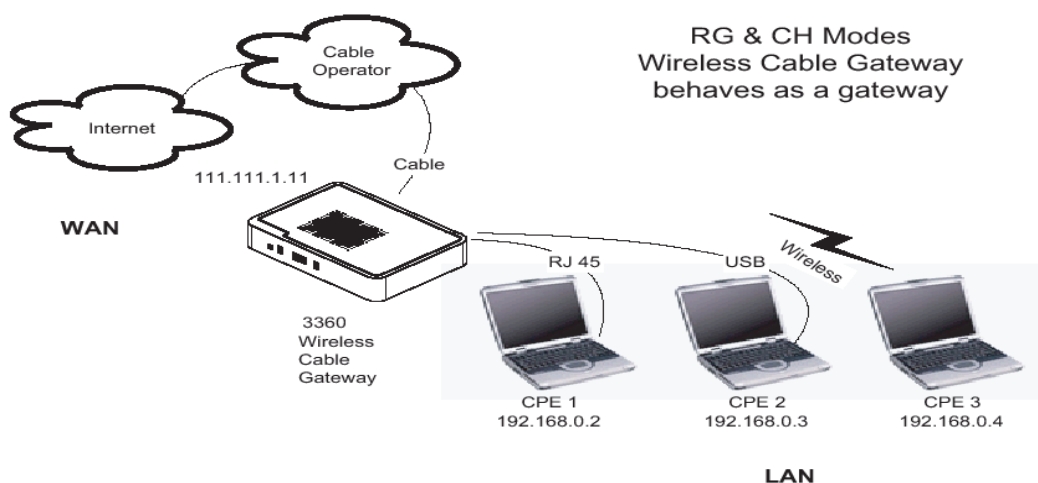 RG & CH Modes
Wireless Cable Gateway
behaves as a gateway
Cable
Operator
Internet
Cable
111.111.1.11
WAN
RJ 45
USB
Wireless
3360
Wireless
Cable
Gateway
CPE 1
192.168.0.2
CPE 2
192.168.0.3
CPE 3
192.168.0.4
LAN